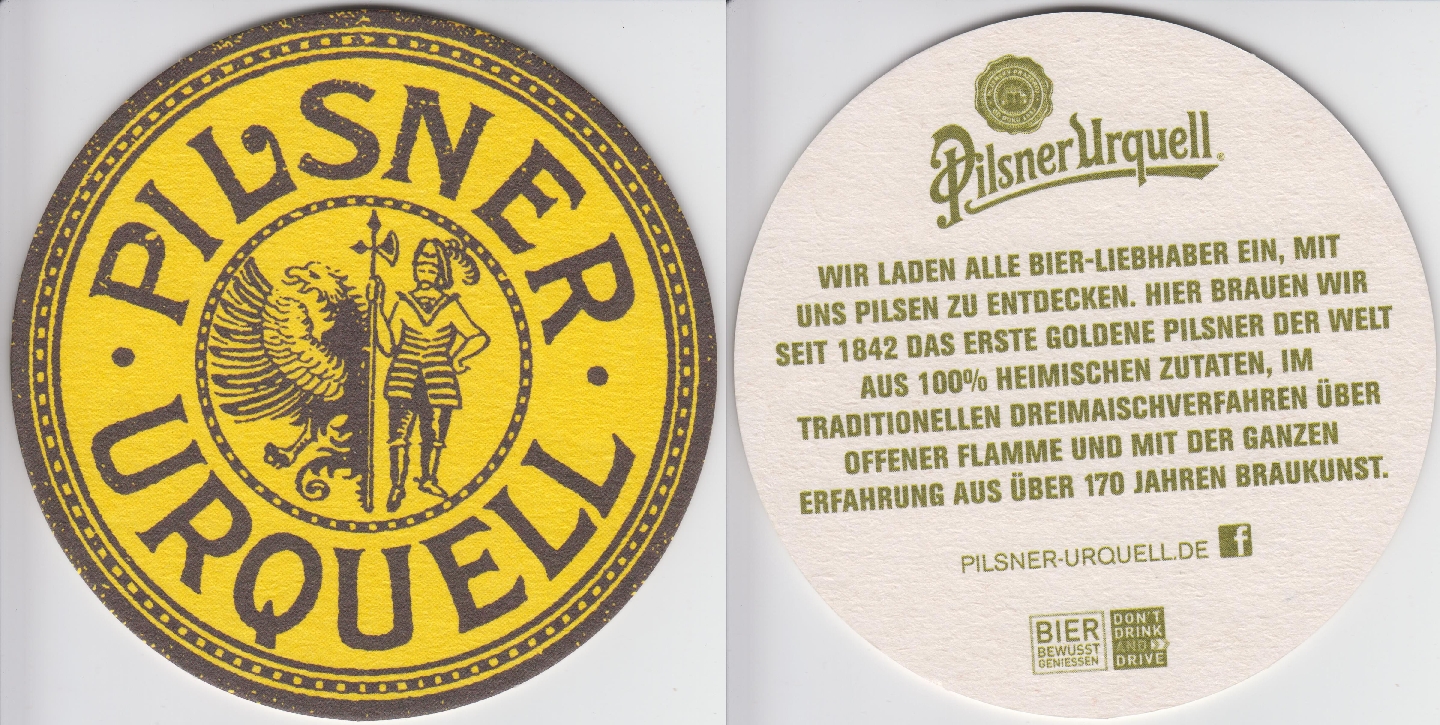 PILSNER
· URQUELL ·
Pilsner Urquell®
WIR LADEN ALLE BIER-LIEBHABER EIN, MIT
UNS PILSEN ZU ENTDECKEN. HIER BRAUEN WIR
SEIT 1842 DAS ERSTE GOLDENE PILSNER DER WELT
AUS 100% HEIMISCHEN ZUTATEN, IM
TRADITIONELLEN DREIMAISCHVERFAHREN ÜBER
OFFENER FLAMME UND MIT DER GANZEN
ERFAHRUNG AUS ÜBER 170 JAHREN BRAUKUNST.
PILSNER-URQUELL.DE f
BIER
BEWUSST
GENIESSEN
DON'T
DRINK
AND
DRIVE